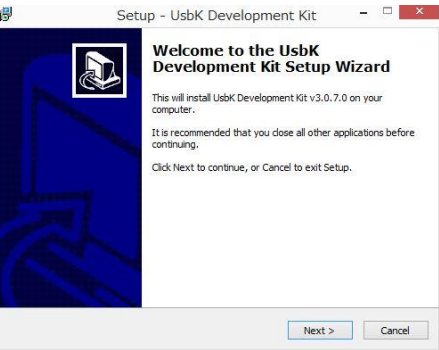 Setup - UsbK Development Kit
Welcome to the UsbK
Development Kit Setup Wizard
This will install UsbK Development Kit v3.0.7.0 on your
computer.
It is recommended that you close all other applications before
continuing.
Click Next to continue, or Cancel to exit Setup.
Next >
Cancel